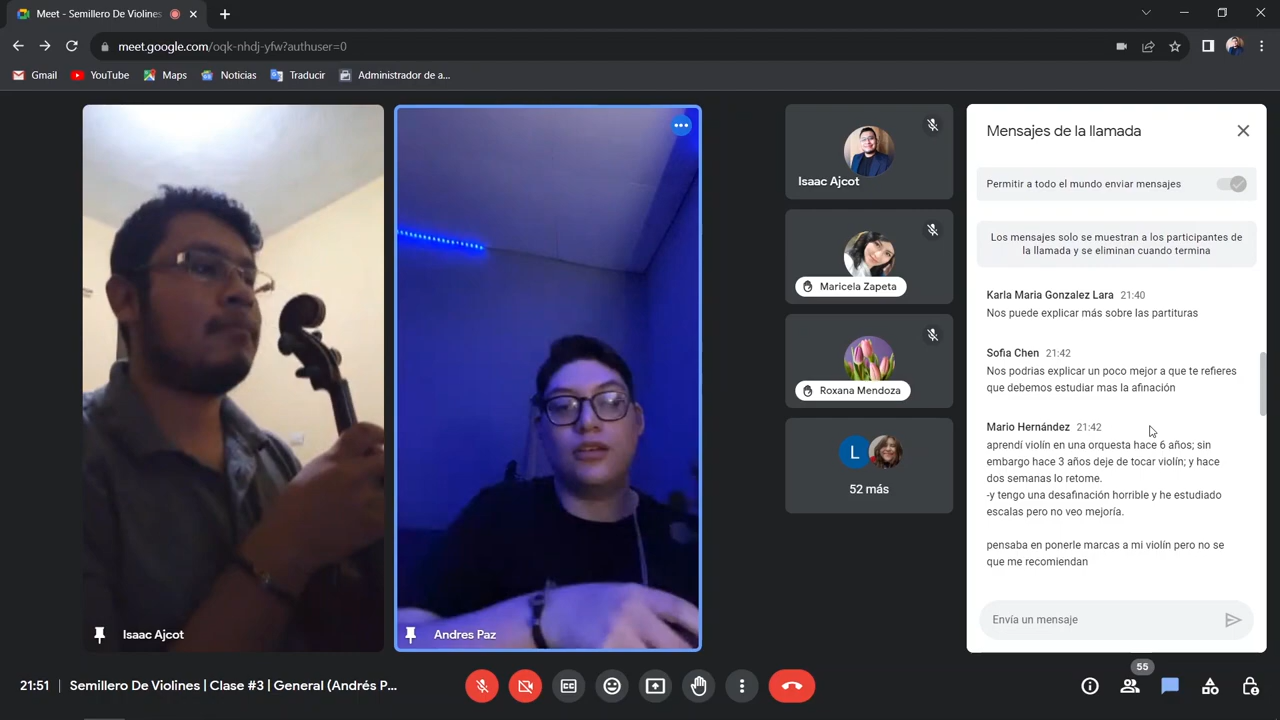 Meet - Semillero De Violines
meet.google.com/oqk-nhdj-yfw?authuser=0
Gmail
YouTube
Maps
Noticias
Traducir
Administrador de a...
Isaac Ajcot
Andres Paz
Isaac Ajcot
Maricela Zapeta
Roxana Mendoza
L
52 más
Mensajes de la llamada
Permitir a todo el mundo enviar mensajes
Los mensajes solo se muestran a los participantes de
la llamada y se eliminan cuando termina
Karla Maria Gonzalez Lara 21:40
Nos puede explicar más sobre las partituras
Sofia Chen 21:42
Nos podrias explicar un poco mejor a que te refieres
que debemos estudiar mas la afinación
Mario Hernández 21:42
aprendí violín en una orquesta hace 6 años; sin
embargo hace 3 años deje de tocar violín; y hace
dos semanas lo retome.
-y tengo una desafinación horrible y he estudiado
escalas pero no veo mejoría.
pensaba en ponerle marcas a mi violín pero no se
que me recomiendan
Envía un mensaje
21:51 | Semillero De Violines | Clase #3 | General (Andrés P...
55